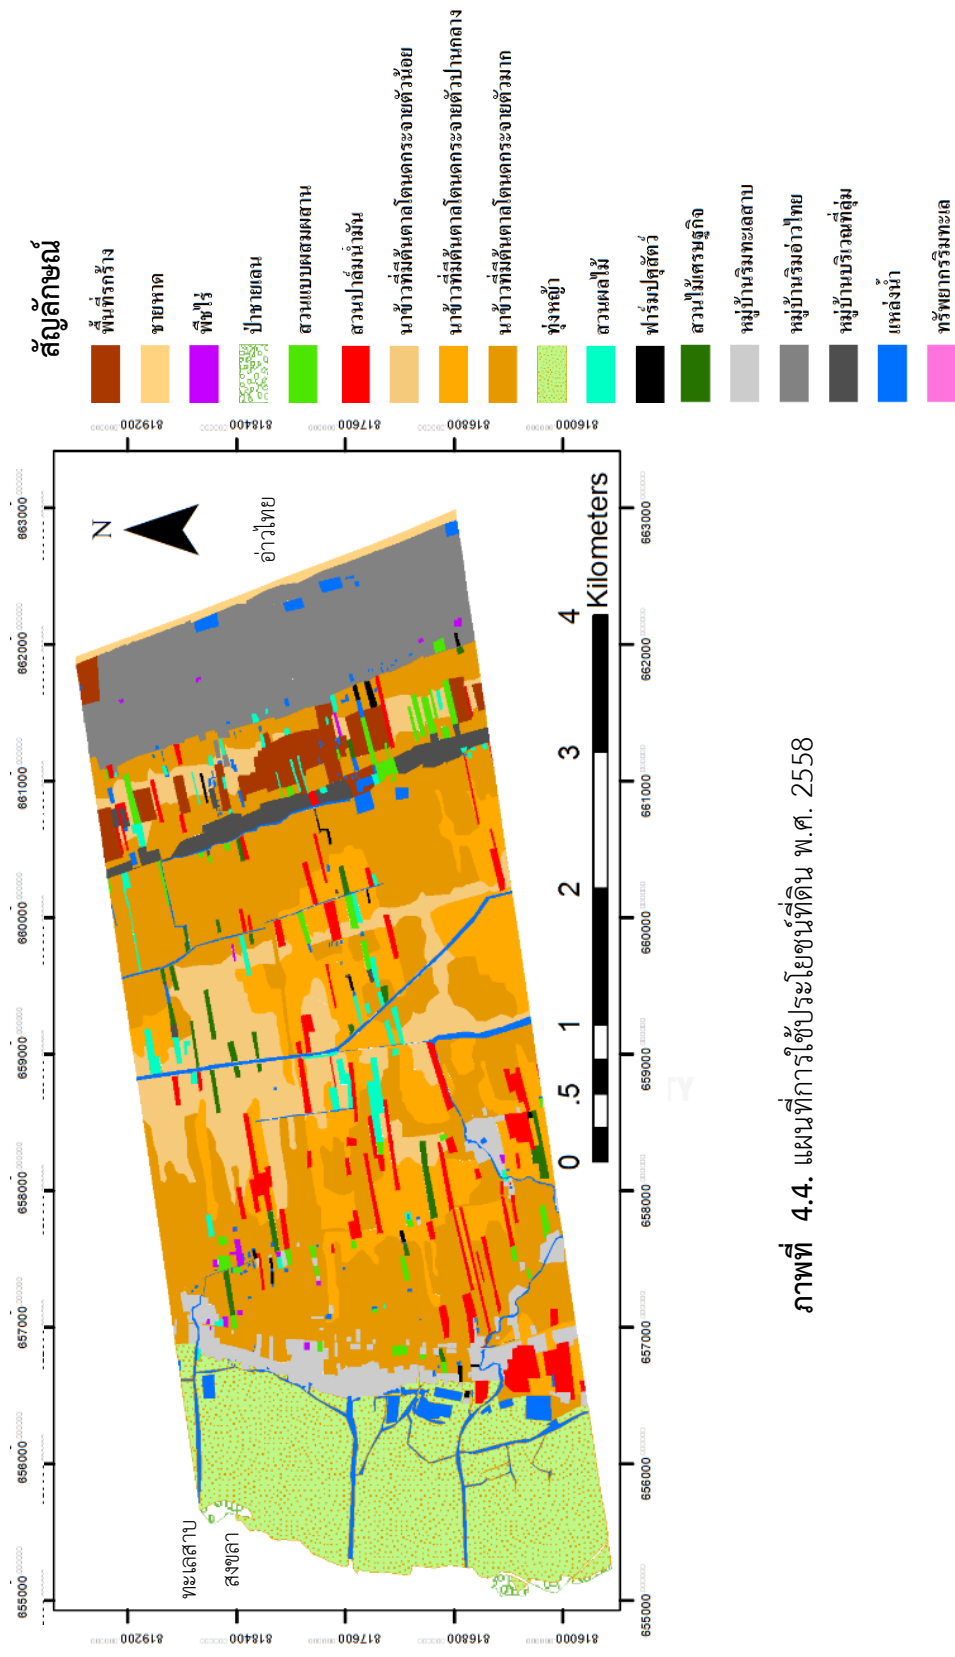 สัญลักษณ์
พื้นที่รกร้าง
ชายหาด
พืชไร่
ป่าชายเลน
สวนแบบผสมผสาน
สวนปาล์มน้ำมัน
นาข้าวที่มีต้นตาลโตนดกระจายตัวน้อย
นาข้าวที่มีต้นตาลโตนดกระจายตัวปานกลาง
นาข้าวที่มีต้นตาลโตนดกระจายตัวมาก
ทุ่งหญ้า
สวนผลไม้
ฟาร์มปศุสัตว์
สวนไม้เศรษฐกิจ
หมู่บ้านริมทะเลสาบ
หมู่บ้านริมอ่าวไทย
หมู่บ้านบริเวณที่ลุ่ม
แหล่งน้ำ
ทรัพยากรริมทะเล
655000 656000 657000 658000 659000 660000 661000 662000 663000
819200 819200
818400 818400
817600 817600
816800 816800
816000 816000
N
อ่าวไทย
ทะเลสาบ
สงขลา
0 .5 1 2 3 4
Kilometers
655000 656000 657000 658000 659000 660000 661000 662000 663000
ภาพที่ 4.4. แผนที่การใช้ประโยชน์ที่ดิน พ.ศ. 2558